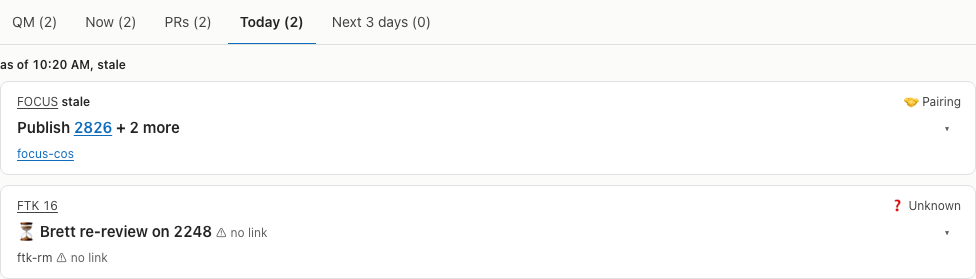 QM (2) Now (2) PRs (2) Today (2) Next 3 days (0)
as of 10:20 AM, stale
FOCUS stale 🤝 Pairing
Publish 2826 + 2 more ▾
focus-cos
FTK 16 ❓ Unknown
⏳ Brett re-review on 2248 ⚠ no link ▾
ftk-rm ⚠ no link